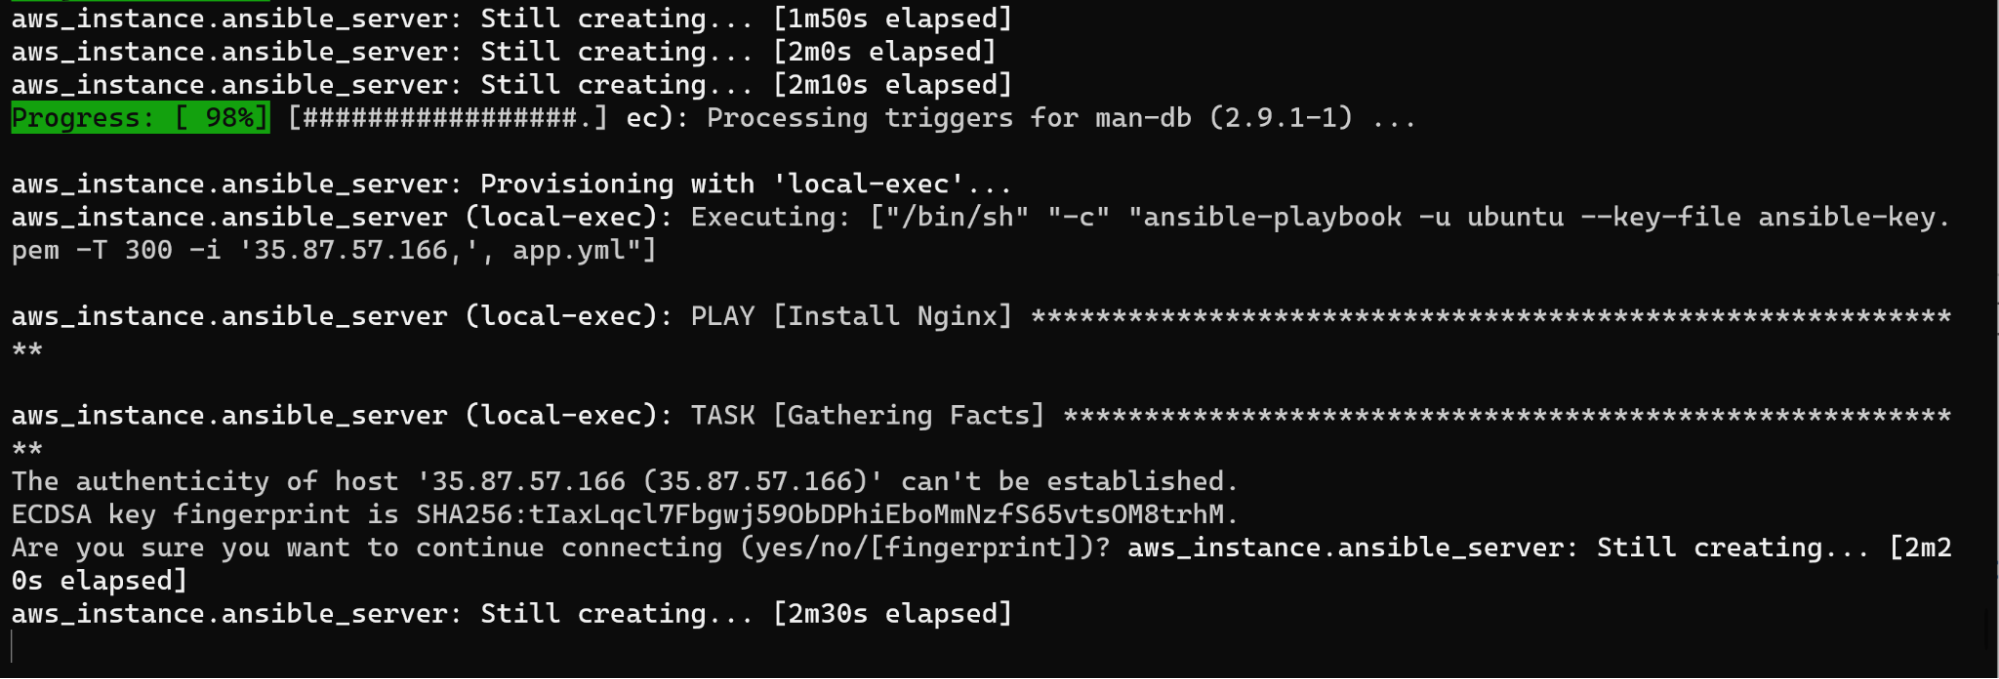 aws_instance.ansible_server: Still creating... [1m50s elapsed]
aws_instance.ansible_server: Still creating... [2m0s elapsed]
aws_instance.ansible_server: Still creating... [2m10s elapsed]
Progress: [ 98%] [#################.] ec): Processing triggers for man-db (2.9.1-1) ...
aws_instance.ansible_server: Provisioning with 'local-exec'...
aws_instance.ansible_server (local-exec): Executing: ["/bin/sh" "-c" "ansible-playbook -u ubuntu --key-file ansible-key.
pem -T 300 -i '35.87.57.166,', app.yml"]
aws_instance.ansible_server (local-exec): PLAY [Install Nginx] *********************************************************
**
aws_instance.ansible_server (local-exec): TASK [Gathering Facts] *******************************************************
**
The authenticity of host '35.87.57.166 (35.87.57.166)' can't be established.
ECDSA key fingerprint is SHA256:tIaxLqcl7Fbgwj59ObDPhiEboMmNzfS65vtsOM8trhM.
Are you sure you want to continue connecting (yes/no/[fingerprint])? aws_instance.ansible_server: Still creating... [2m2
0s elapsed]
aws_instance.ansible_server: Still creating... [2m30s elapsed]